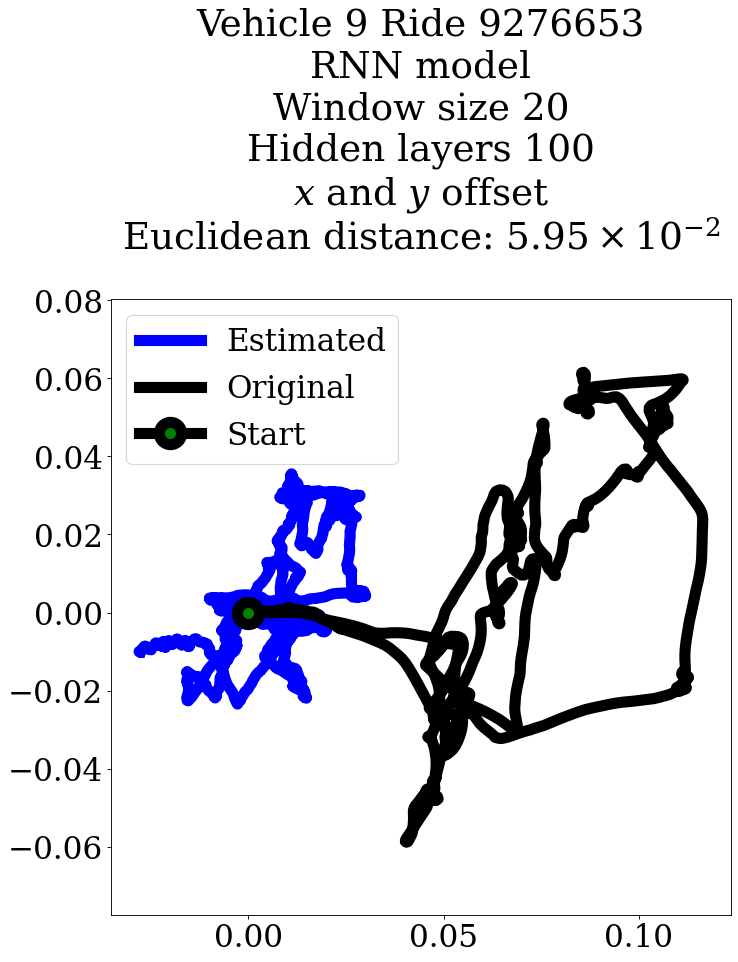 Vehicle 9 Ride 9276653
RNN model
Window size 20
Hidden layers 100
x and y offset
Euclidean distance: 5.95 × 10⁻²
0.08
Estimated
0.06
Original
0.04
Start
0.02
0.00
−0.02
−0.04
−0.06
0.00 0.05 0.10